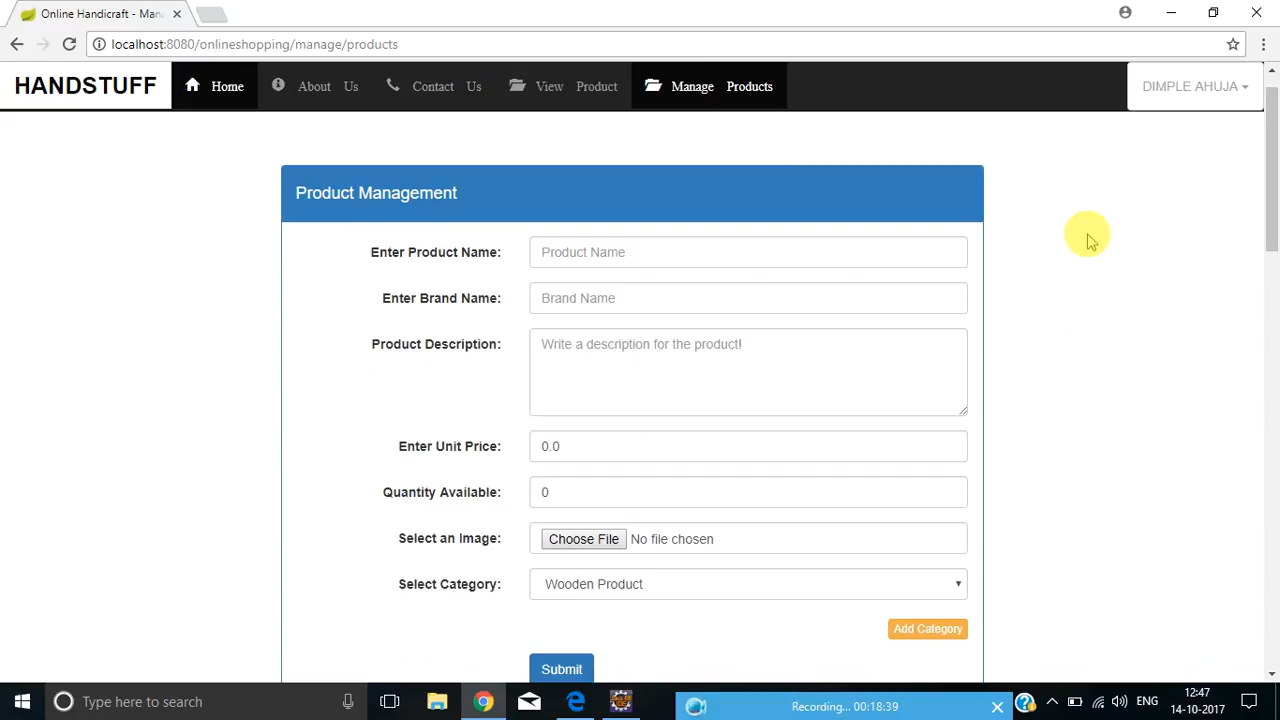 Online Handicraft - Man
localhost:8080/onlineshopping/manage/products
HANDSTUFF Home About Us Contact Us View Product Manage Products DIMPLE AHUJA
Product Management
Enter Product Name: Product Name
Enter Brand Name: Brand Name
Product Description: Write a description for the product!
Enter Unit Price: 0.0
Quantity Available: 0
Select an Image: Choose File No file chosen
Select Category: Wooden Product
Add Category
Submit
Type here to search
Recording... 00:18:39
ENG
12:47
14-10-2017